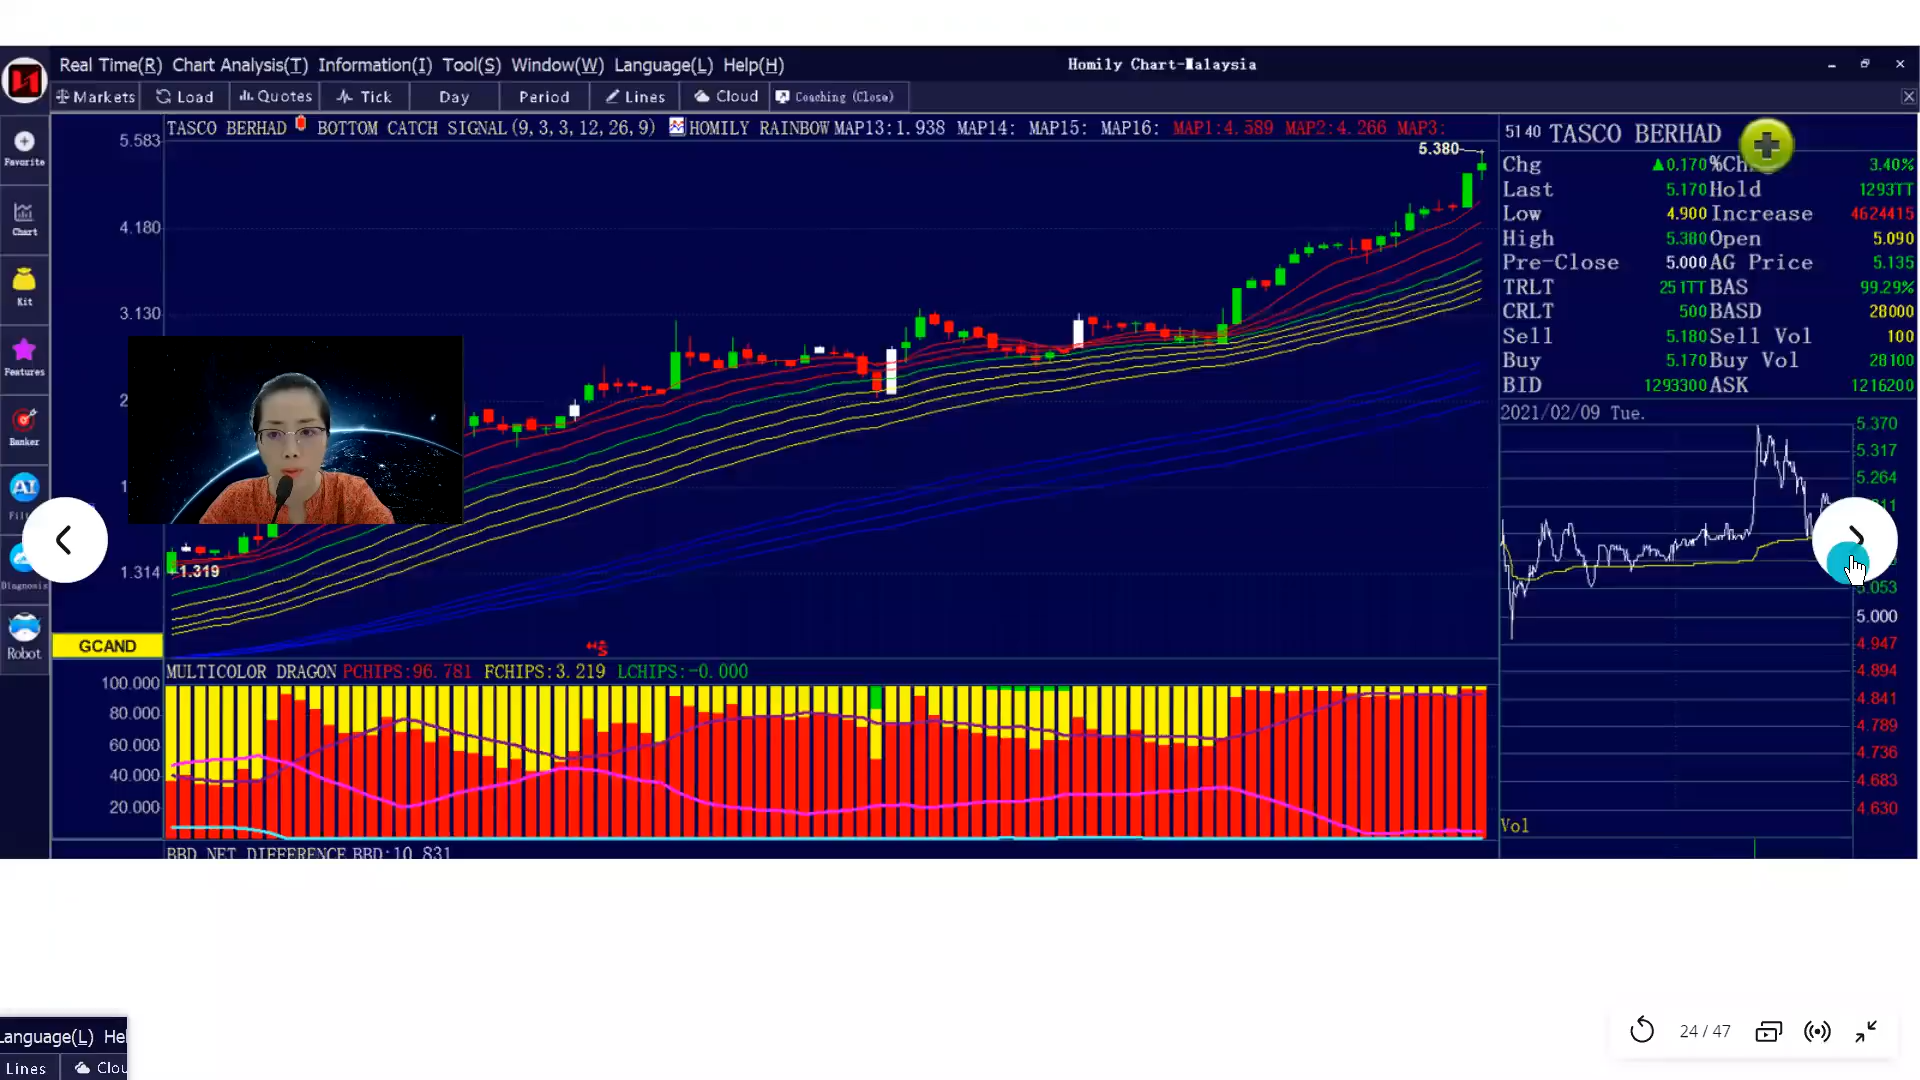 Real Time(R) Chart Analysis(T) Information(I) Tool(S) Window(W) Language(L) Help(H)
Homily Chart-Malaysia
Markets Load Quotes Tick Day Period Lines Cloud Coaching (Close)
TASCO BERHAD BOTTOM CATCH SIGNAL(9,3,3,12,26,9) HOMILY RAINBOW MAP13:1.938 MAP14: MAP15: MAP16: MAP1:4.589 MAP2:4.266 MAP3:
5.583
5.380
4.180
3.130
1.314
1.319
Favorite
Chart
Kit
Features
Banker
AI
Diagnosis
Robot
GCAND
MULTICOLOR DRAGON PCHIPS:96.781 FCHIPS:3.219 LCHIPS:-0.000
100.000
80.000
60.000
40.000
20.000
BBD NET DIFFERENCE BBD:10.831
5140 TASCO BERHAD
Chg 0.170 3.40%
Last 5.170 Hold 1293TT
Low 4.900 Increase 4624415
High 5.380 Open 5.090
Pre-Close 5.000 AG Price 5.135
TRLT 251TT BAS 99.29%
CRLT 500 BASD 28000
Sell 5.180 Sell Vol 100
Buy 5.170 Buy Vol 28100
BID 1293300 ASK 1216200
2021/02/09 Tue.
5.370
5.317
5.264
5.053
5.000
4.947
4.894
4.841
4.789
4.736
4.683
4.630
Vol
Language(L) Hel
Lines Clou
24 / 47